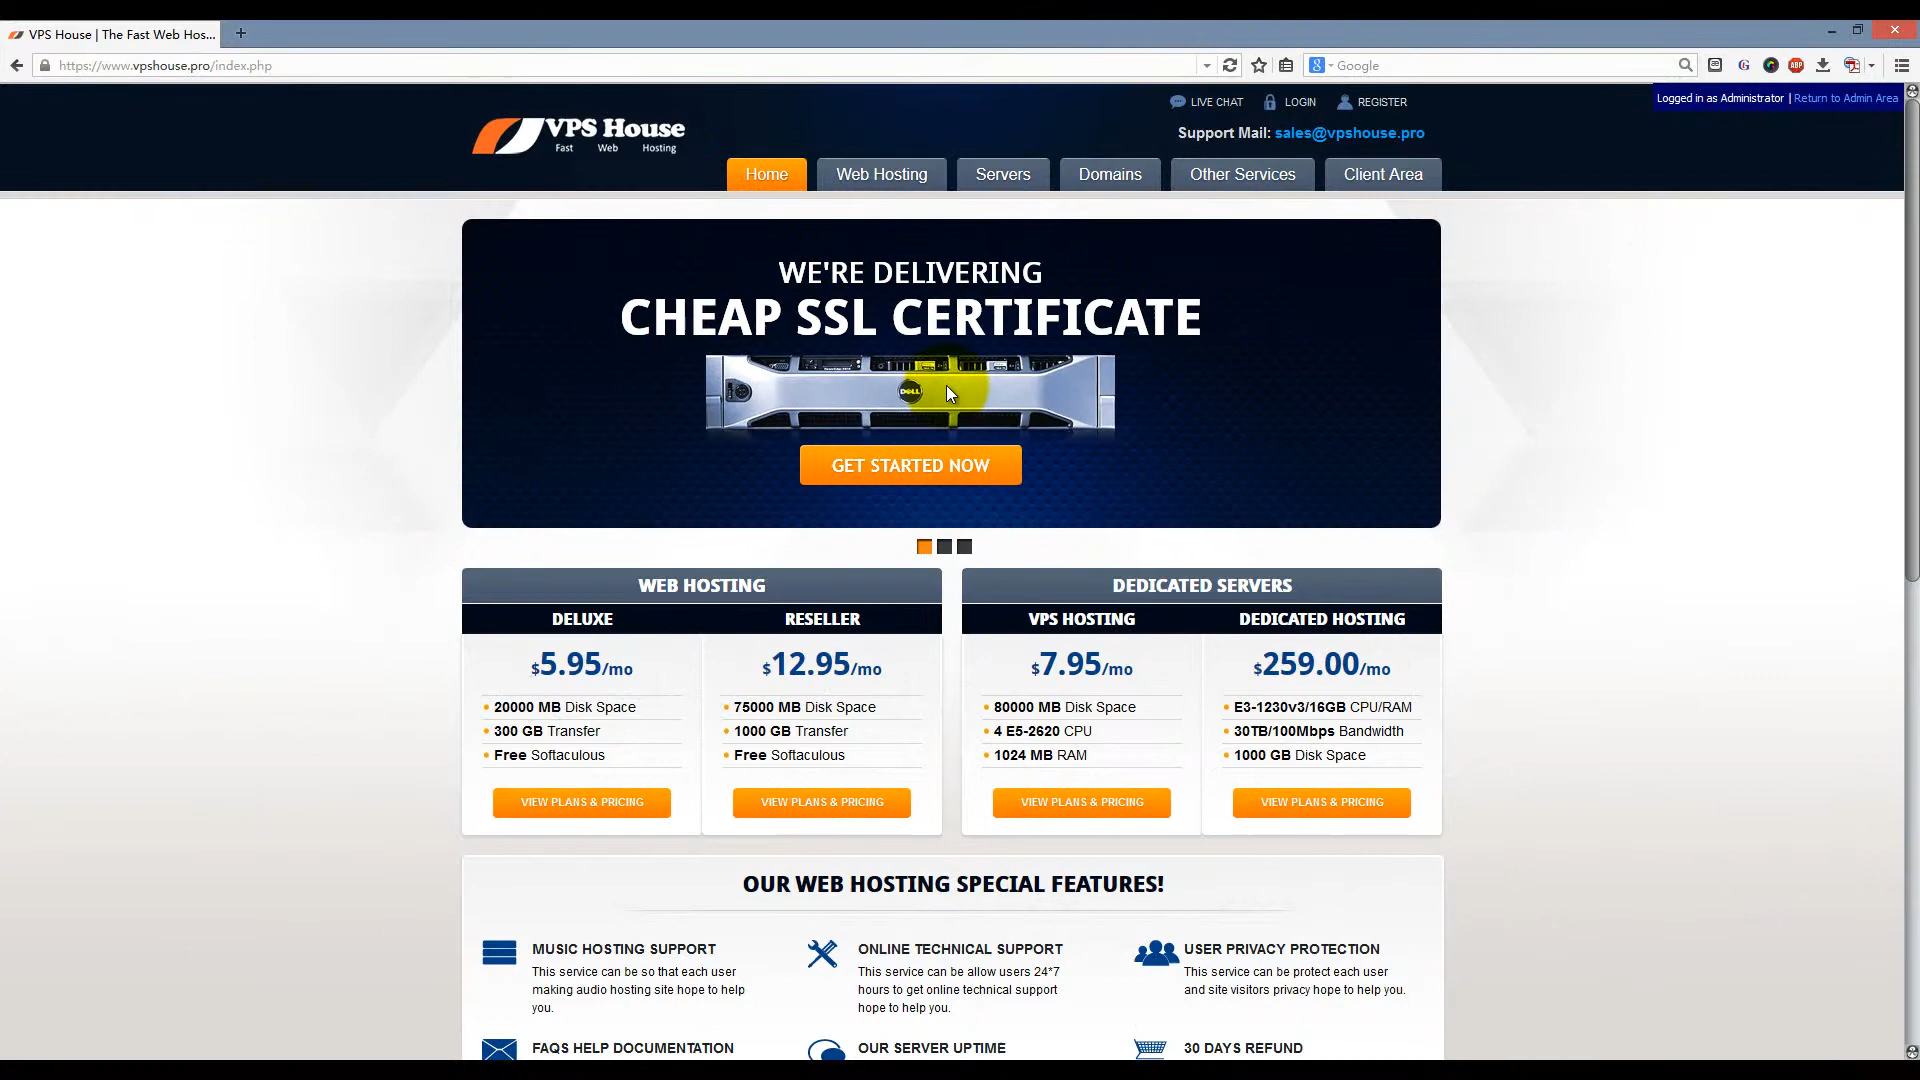 VPS House | The Fast Web Hos...
https://www.vpshouse.pro/index.php
Google
Logged in as Administrator | Return to Admin Area
LIVE CHAT LOGIN REGISTER
VPS House
Fast Web Hosting
Support Mail: sales@vpshouse.pro
Home Web Hosting Servers Domains Other Services Client Area
WE'RE DELIVERING
CHEAP SSL CERTIFICATE
DELL
GET STARTED NOW
WEB HOSTING
DELUXE RESELLER
$5.95/mo $12.95/mo
20000 MB Disk Space 75000 MB Disk Space
300 GB Transfer 1000 GB Transfer
Free Softaculous Free Softaculous
VIEW PLANS & PRICING VIEW PLANS & PRICING
DEDICATED SERVERS
VPS HOSTING DEDICATED HOSTING
$7.95/mo $259.00/mo
80000 MB Disk Space E3-1230v3/16GB CPU/RAM
4 E5-2620 CPU 30TB/100Mbps Bandwidth
1024 MB RAM 1000 GB Disk Space
VIEW PLANS & PRICING VIEW PLANS & PRICING
OUR WEB HOSTING SPECIAL FEATURES!
MUSIC HOSTING SUPPORT
This service can be so that each user
making audio hosting site hope to help
you.
ONLINE TECHNICAL SUPPORT
This service can be allow users 24*7
hours to get online technical support
hope to help you.
USER PRIVACY PROTECTION
This service can be protect each user
and site visitors privacy hope to help you.
FAQS HELP DOCUMENTATION
OUR SERVER UPTIME
30 DAYS REFUND